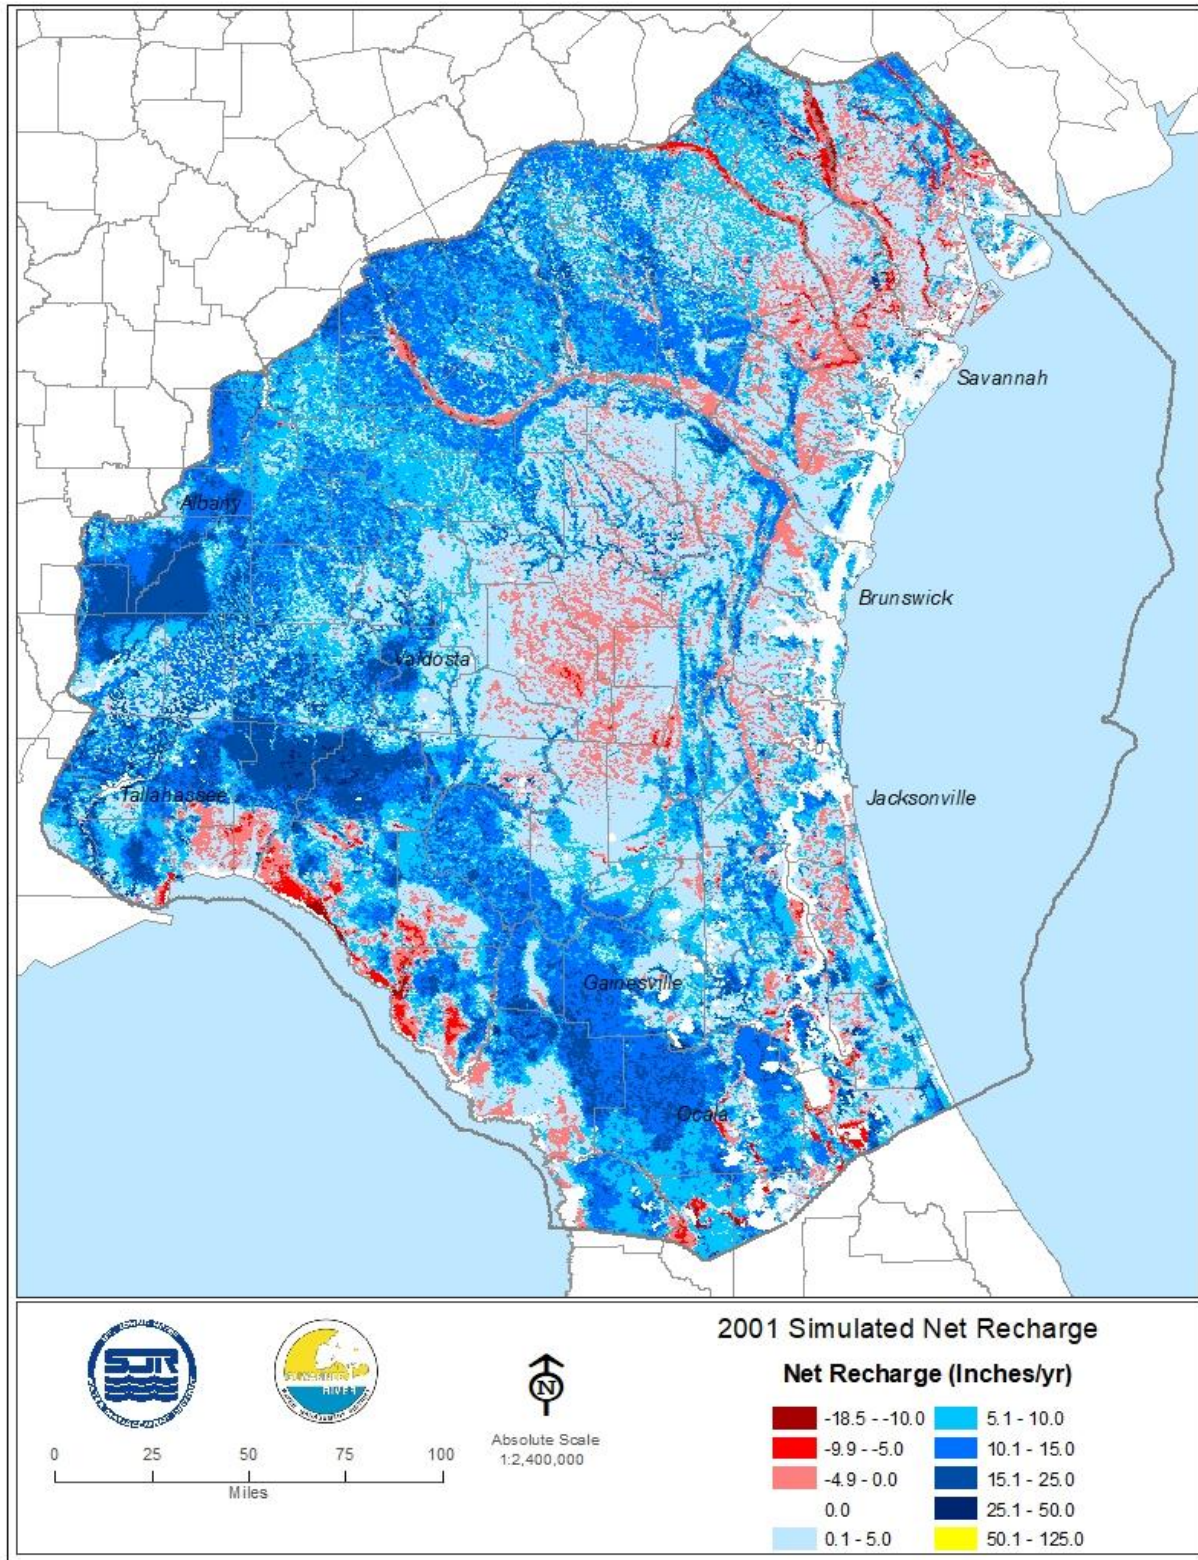 Savannah
Albany
Brunswick
Valdosta
Tallahassee
Jacksonville
Gainesville
Ocala
2001 Simulated Net Recharge
Net Recharge (Inches/yr)
-18.5 - -10.0
5.1 - 10.0
-9.9 - -5.0
10.1 - 15.0
-4.9 - 0.0
15.1 - 25.0
0.0
25.1 - 50.0
0.1 - 5.0
50.1 - 125.0
SJR
RIVER
N
Absolute Scale
1:2,400,000
0 25 50 75 100
Miles